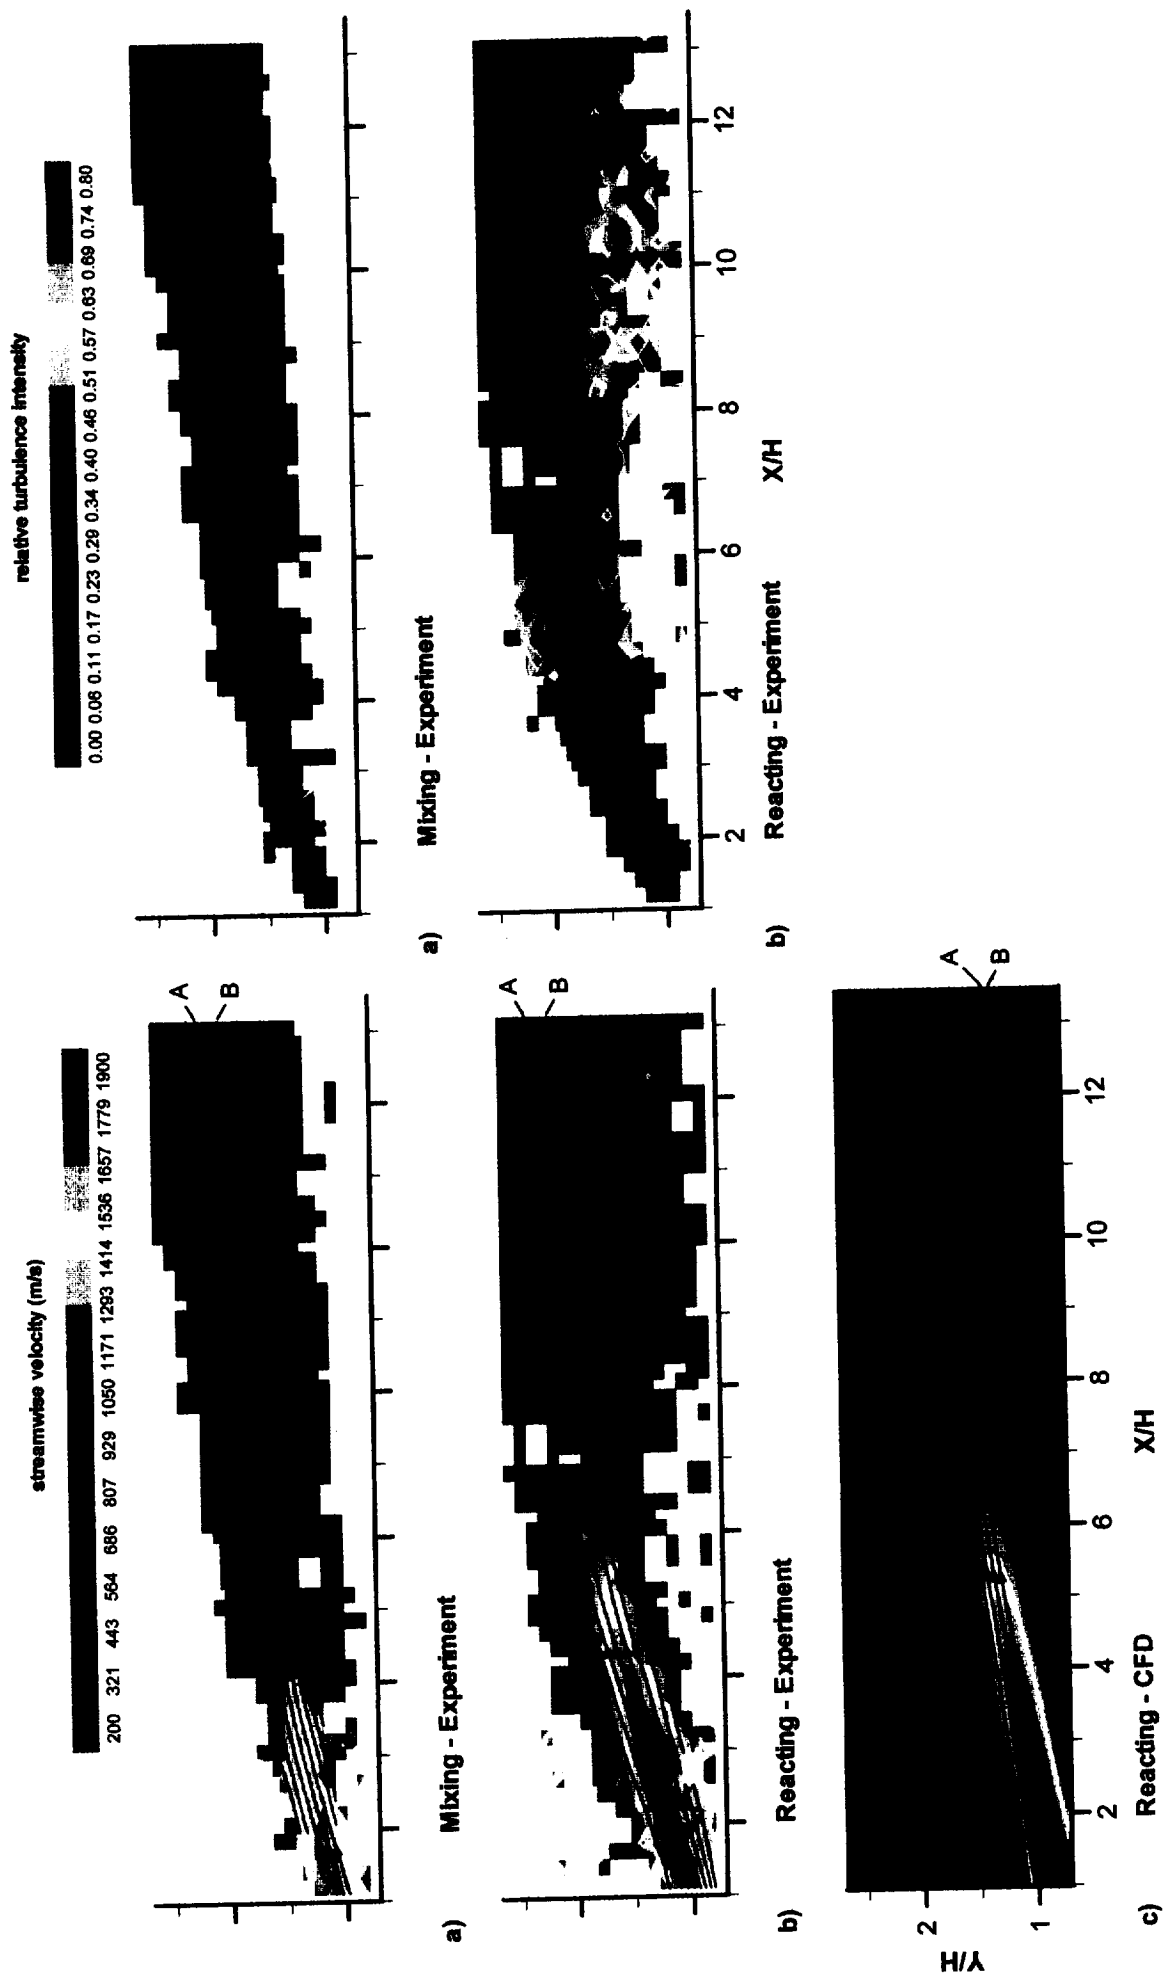 streamwise velocity (m/s)
200 321 443 564 686 807 929 1050 1171 1293 1414 1536 1657 1779 1900
A
B
a) Mixing - Experiment
A
B
b) Reacting - Experiment
A
B
Y/H
2
1
2 4 6 8 10 12
c) Reacting - CFD X/H
relative turbulence intensity
0.00 0.06 0.11 0.17 0.23 0.29 0.34 0.40 0.46 0.51 0.57 0.63 0.69 0.74 0.80
a) Mixing - Experiment
2 4 6 8 10 12
b) Reacting - Experiment X/H